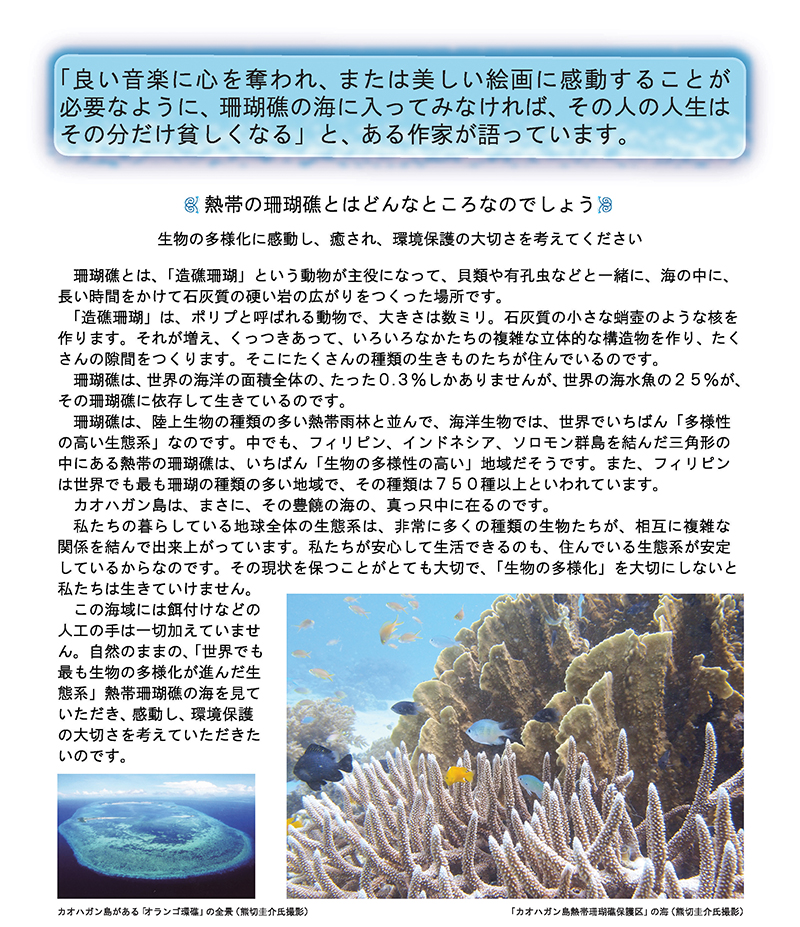 「良い音楽に心を奪われ、または美しい絵画に感動することが
必要なように、珊瑚礁の海に入ってみなければ、その人の人生は
その分だけ貧しくなる」と、ある作家が語っています。
熱帯の珊瑚礁とはどんなところなのでしょう
生物の多様化に感動し、癒され、環境保護の大切さを考えてください
珊瑚礁とは、「造礁珊瑚」という動物が主役になって、貝類や有孔虫などと一緒に、海の中に、
長い時間をかけて石灰質の硬い岩の広がりをつくった場所です。
「造礁珊瑚」は、ポリプと呼ばれる動物で、大きさは数ミリ。石灰質の小さな蛸壺のような核を
作ります。それが増え、くっつきあって、いろいろなかたちの複雑な立体的な構造物を作り、たく
さんの隙間をつくります。そこにたくさんの種類の生きものたちが住んでいるのです。
珊瑚礁は、世界の海洋の面積全体の、たった０.３％しかありませんが、世界の海水魚の２５％が、
その珊瑚礁に依存して生きているのです。
珊瑚礁は、陸上生物の種類の多い熱帯雨林と並んで、海洋生物では、世界でいちばん「多様性
の高い生態系」なのです。中でも、フィリピン、インドネシア、ソロモン群島を結んだ三角形の
中にある熱帯の珊瑚礁は、いちばん「生物の多様性の高い」地域だそうです。また、フィリピン
は世界でも最も珊瑚の種類の多い地域で、その種類は７５０種以上といわれています。
カオハガン島は、まさに、その豊饒の海の、真っ只中に在るのです。
私たちの暮らしている地球全体の生態系は、非常に多くの種類の生物たちが、相互に複雑な
関係を結んで出来上がっています。私たちが安心して生活できるのも、住んでいる生態系が安定
しているからなのです。その現状を保つことがとても大切で、「生物の多様化」を大切にしないと
私たちは生きていけません。
この海域には餌付けなどの
人工の手は一切加えていませ
ん。自然のままの、「世界でも
最も生物の多様化が進んだ生
態系」熱帯珊瑚礁の海を見て
いただき、感動し、環境保護
の大切さを考えていただきた
いのです。
カオハガン島がある「オランゴ環礁」の全景（熊切圭介氏撮影）
「カオハガン島熱帯珊瑚礁保護区」の海（熊切圭介氏撮影）